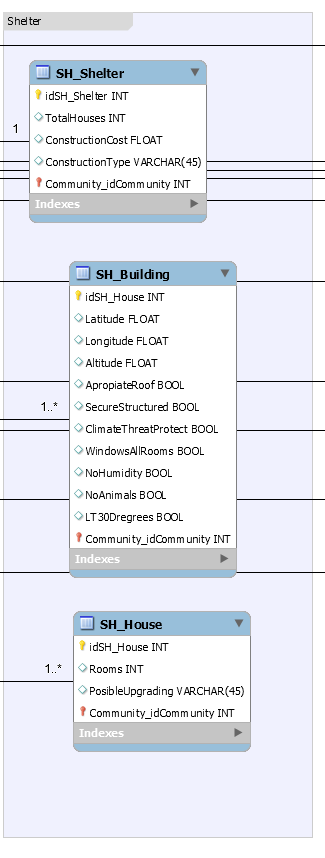 Shelter
SH_Shelter
idSH_Shelter INT
TotalHouses INT
1
ConstructionCost FLOAT
ConstructionType VARCHAR(45)
Community_idCommunity INT
Indexes
SH_Building
idSH_House INT
Latitude FLOAT
Longitude FLOAT
Altitude FLOAT
ApropiateRoof BOOL
1..*
SecureStructured BOOL
ClimateThreatProtect BOOL
WindowsAllRooms BOOL
NoHumidity BOOL
NoAnimals BOOL
LT30Dregrees BOOL
Community_idCommunity INT
Indexes
SH_House
idSH_House INT
1..*
Rooms INT
PosibleUpgrading VARCHAR(45)
Community_idCommunity INT
Indexes